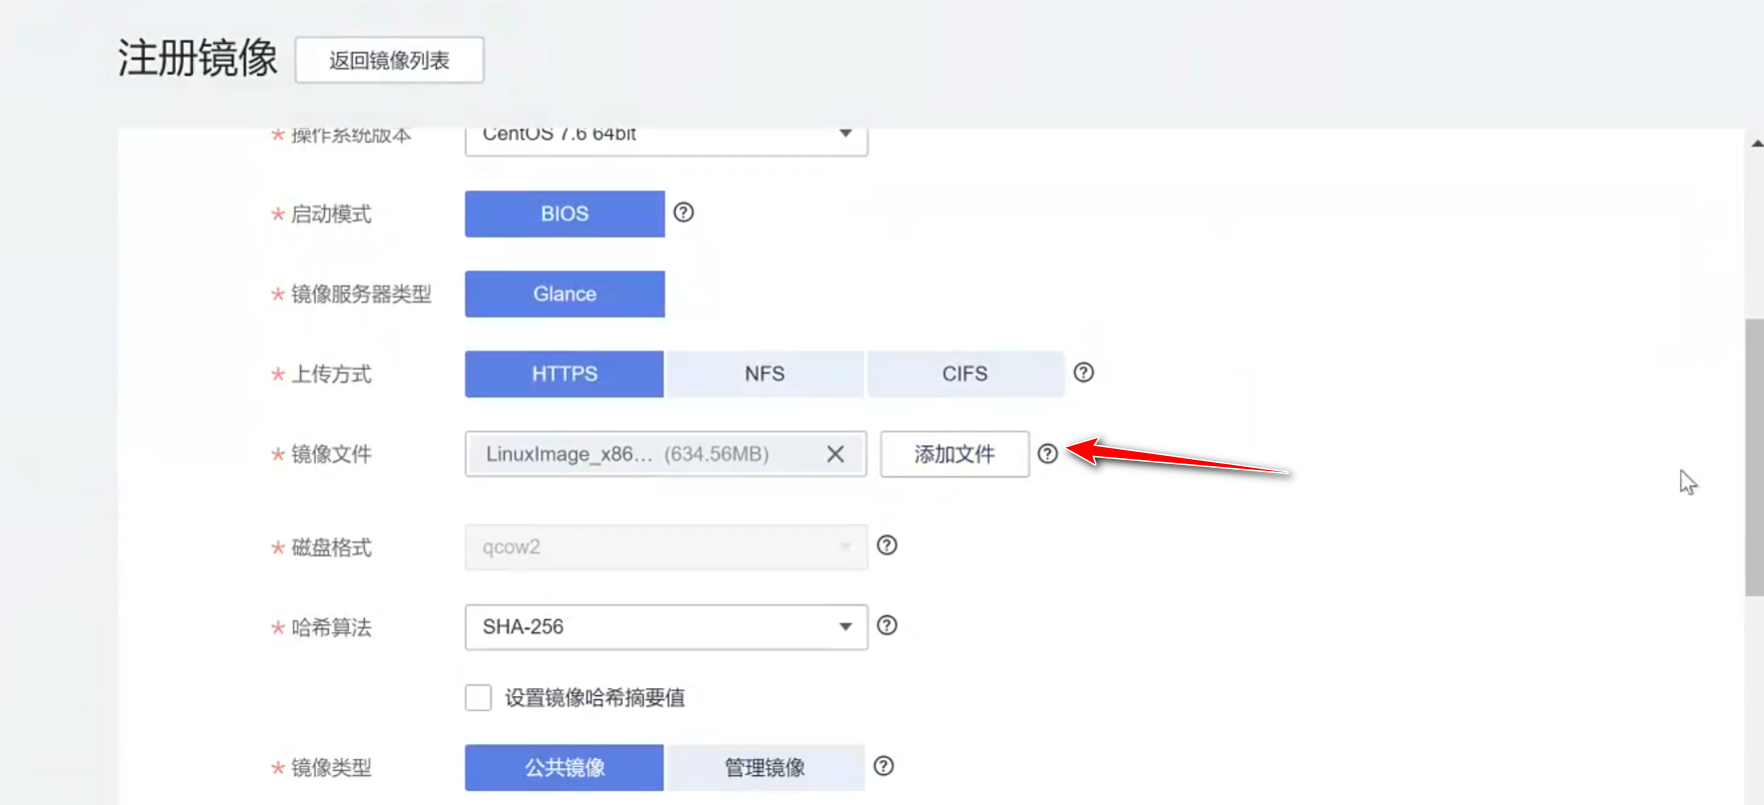 注册镜像 返回镜像列表
* 操作系统版本 CentOS 7.6 64bit
* 启动模式 BIOS ?
* 镜像服务器类型 Glance
* 上传方式 HTTPS NFS CIFS ?
* 镜像文件 LinuxImage_x86... (634.56MB) 添加文件 ?
* 磁盘格式 qcow2 ?
* 哈希算法 SHA-256 ?
设置镜像哈希摘要值
* 镜像类型 公共镜像 管理镜像 ?